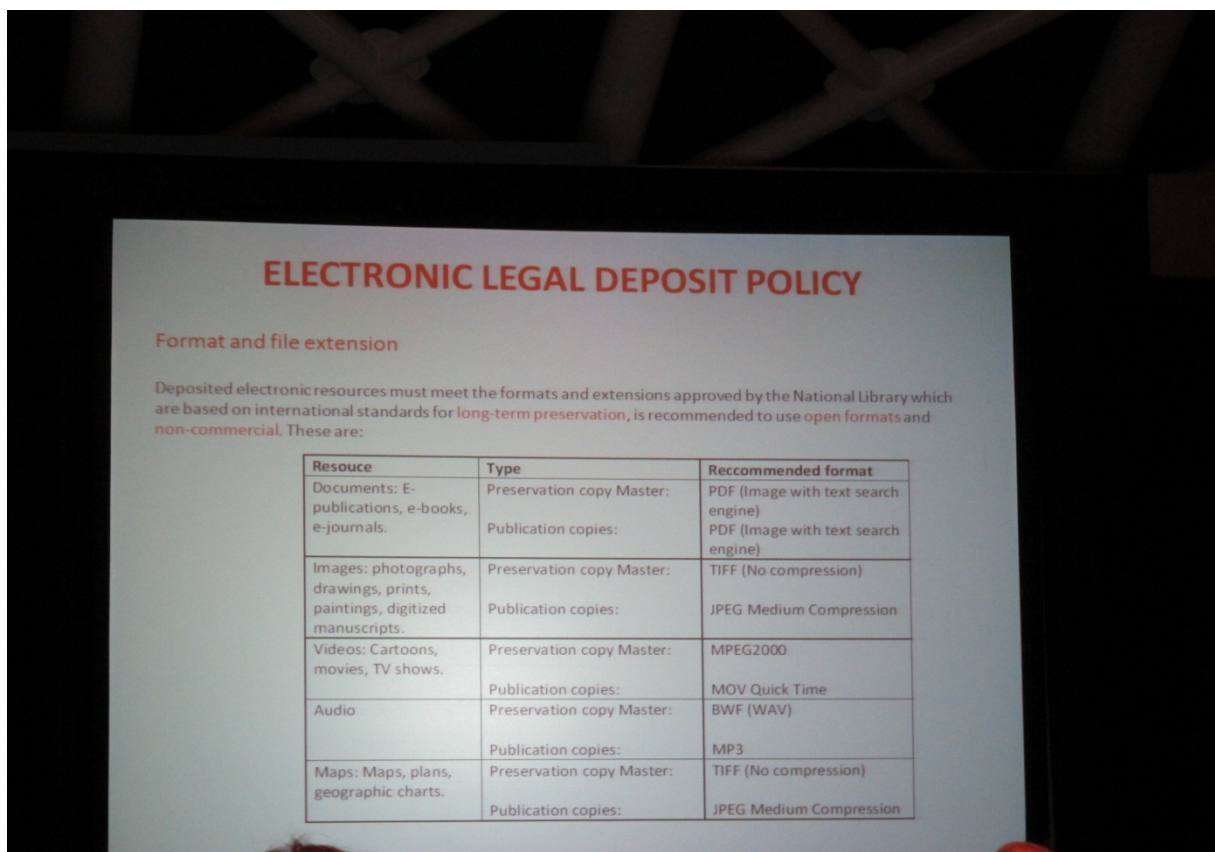 ELECTRONIC LEGAL DEPOSIT POLICY
Format and file extension
Deposited electronic resources must meet the formats and extensions approved by the National Library which
are based on international standards for long-term preservation, is recommended to use open formats and
non-commercial. These are:
Resouce Type Reccommended format
Documents: E- Preservation copy Master: PDF (Image with text search
publications, e-books, engine)
e-journals. Publication copies: PDF (Image with text search
engine)
Images: photographs, Preservation copy Master: TIFF (No compression)
drawings, prints,
paintings, digitized Publication copies: JPEG Medium Compression
manuscripts.
Videos: Cartoons, Preservation copy Master: MPEG2000
movies, TV shows.
Publication copies: MOV Quick Time
Audio Preservation copy Master: BWF (WAV)
Publication copies: MP3
Maps: Maps, plans, Preservation copy Master: TIFF (No compression)
geographic charts.
Publication copies: JPEG Medium Compression